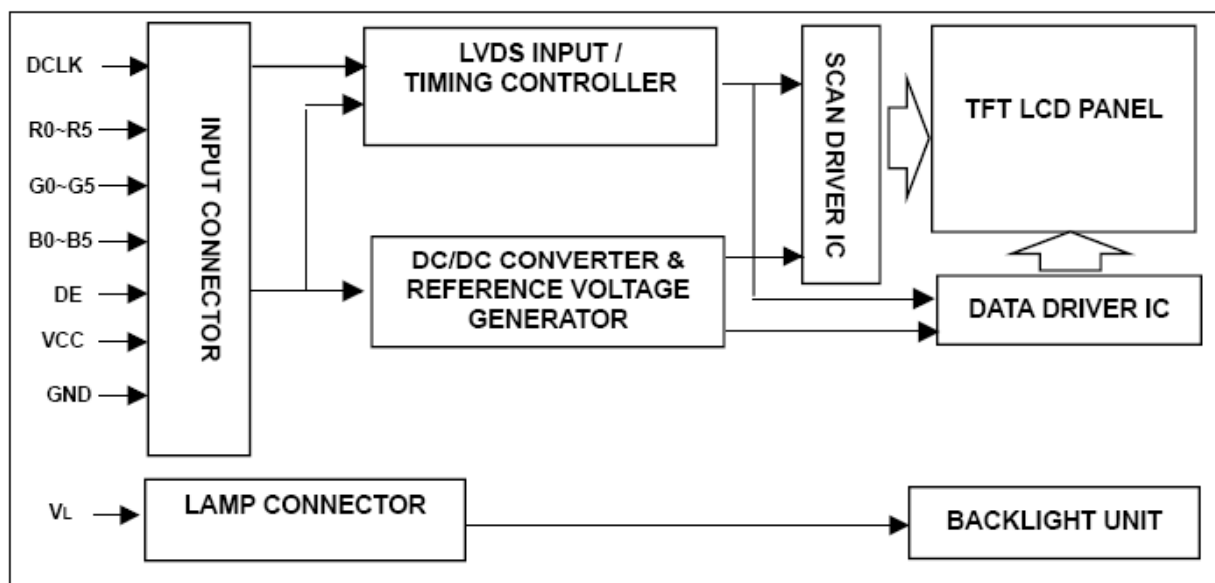 DCLK
R0~R5
G0~G5
B0~B5
DE
VCC
GND
INPUT CONNECTOR
LVDS INPUT /
TIMING CONTROLLER
DC/DC CONVERTER &
REFERENCE VOLTAGE
GENERATOR
SCAN DRIVER IC
TFT LCD PANEL
DATA DRIVER IC
VL
LAMP CONNECTOR
BACKLIGHT UNIT